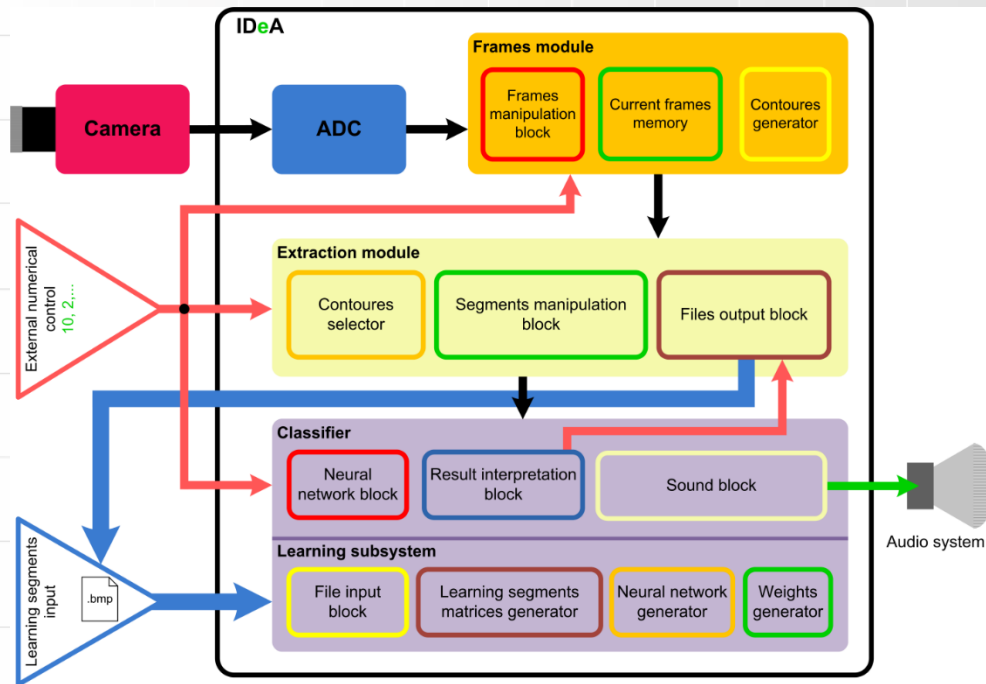 IDeA
Frames module
Camera
ADC
Frames
manipulation
block
Current frames
memory
Contoures
generator
External numerical
control
10, 2,...
Extraction module
Contoures
selector
Segments manipulation
block
Files output block
Classifier
Neural
network block
Result interpretation
block
Sound block
Audio system
Learning segments
input
.bmp
Learning subsystem
File input
block
Learning segments
matrices generator
Neural network
generator
Weights
generator